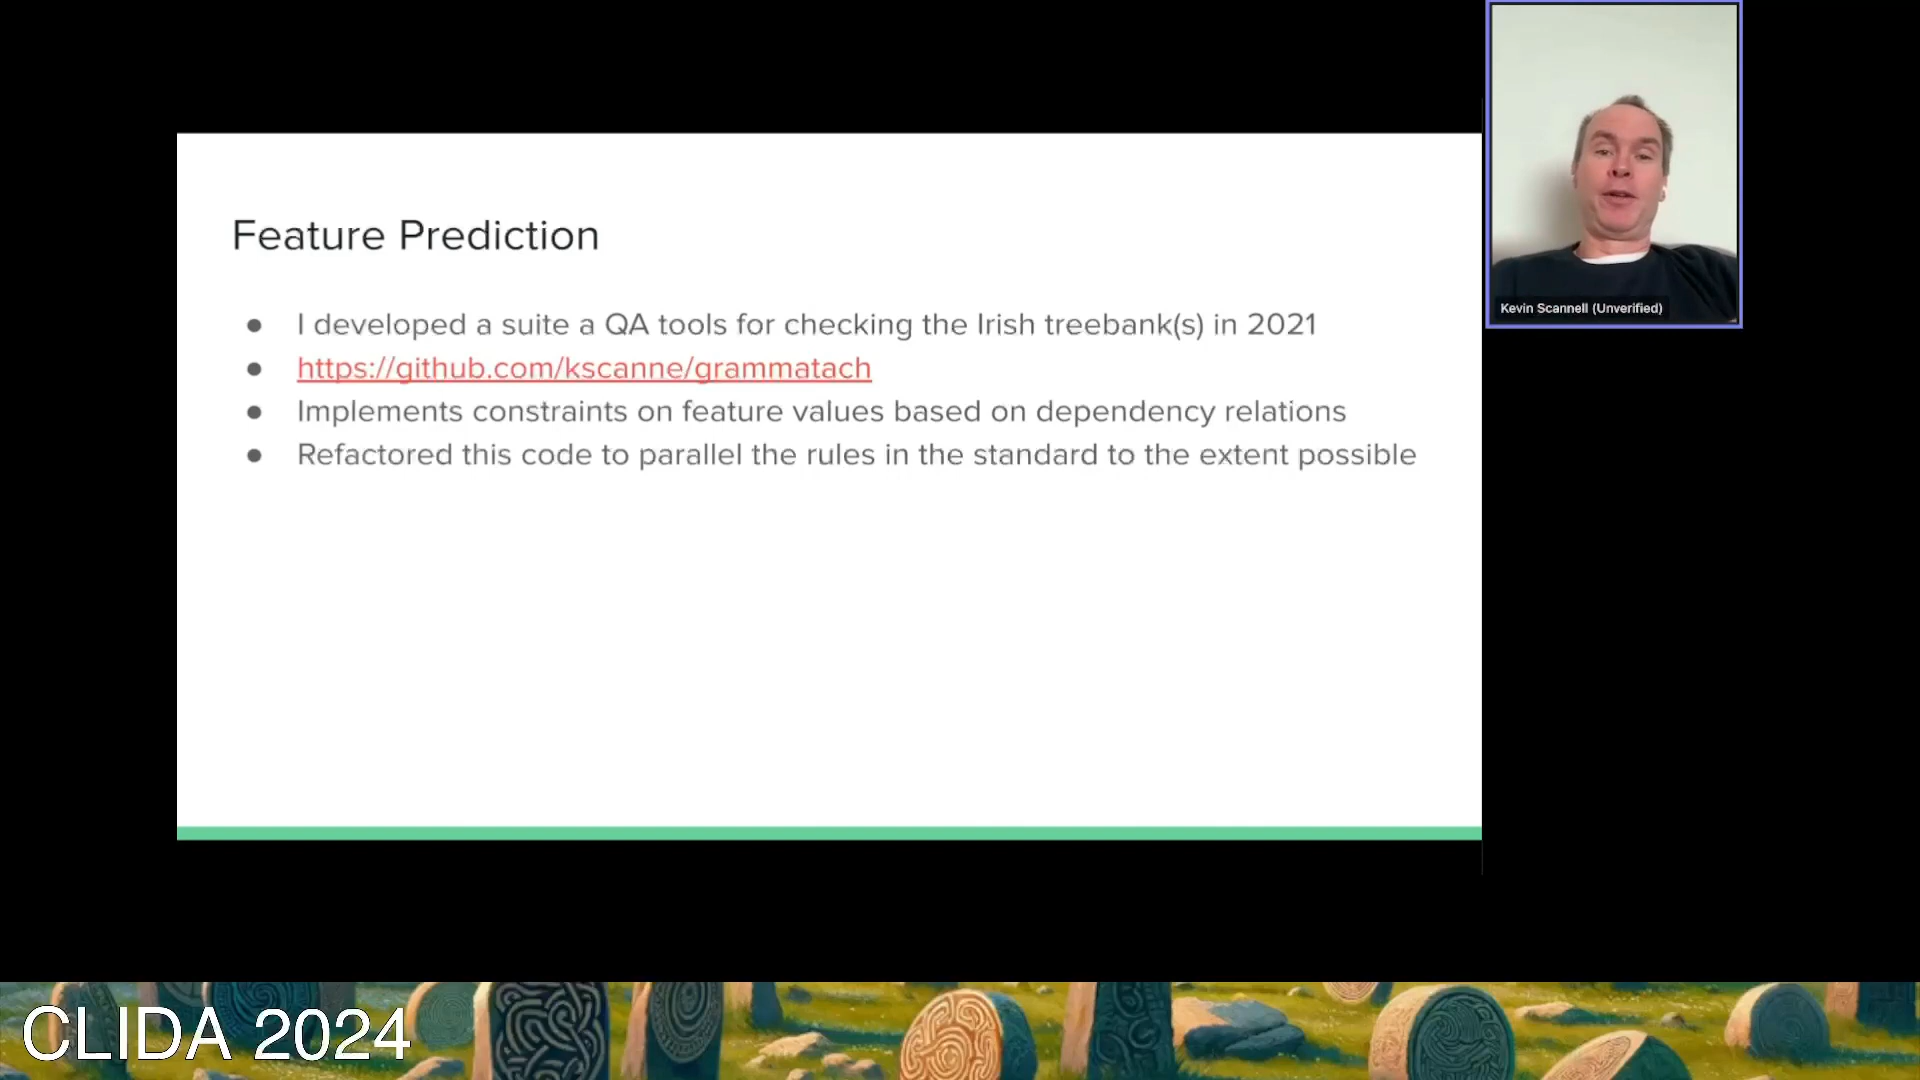 Feature Prediction
● I developed a suite a QA tools for checking the Irish treebank(s) in 2021
● https://github.com/kscanne/grammatach
● Implements constraints on feature values based on dependency relations
● Refactored this code to parallel the rules in the standard to the extent possible
Kevin Scannell (Unverified)
CLIDA 2024